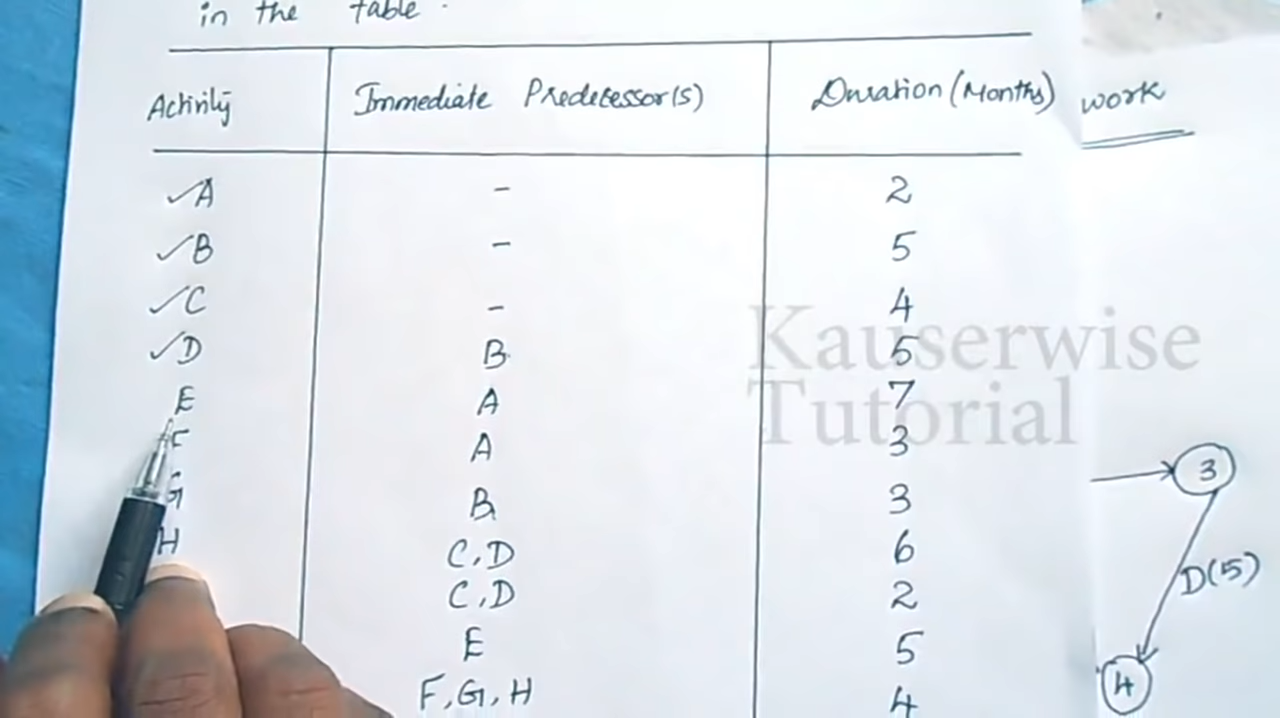 in the table.
Activity Immediate Predecessor(s) Duration (Months) work
✓A - 2
✓B - 5
✓C - 4
✓D B 5
E A 7
F A 3
G B 3
H C,D 6
C,D 2
E 5
F,G,H 4
Kauserwise
Tutorial
3
D(5)
4